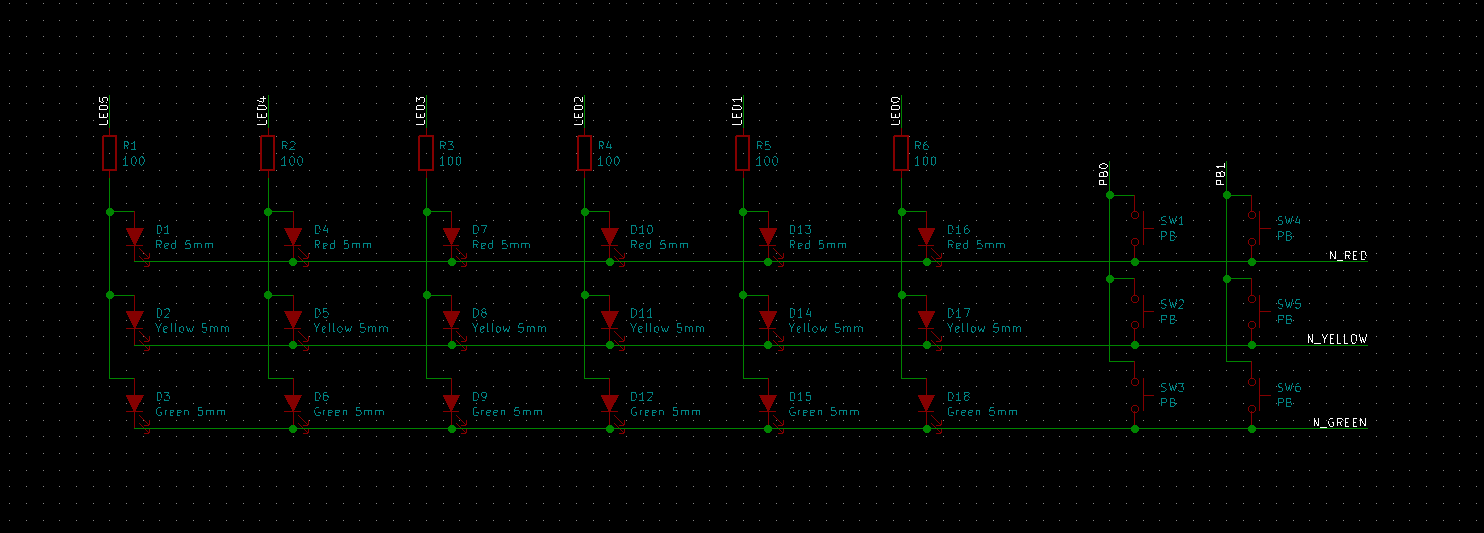 LED5
LED4
LED3
LED2
LED1
LED0
R1
100
R2
100
R3
100
R4
100
R5
100
R6
100
PB0
PB1
D1
Red 5mm
D4
Red 5mm
D7
Red 5mm
D10
Red 5mm
D13
Red 5mm
D16
Red 5mm
SW1
PB
SW4
PB
N_RED
D2
Yellow 5mm
D5
Yellow 5mm
D8
Yellow 5mm
D11
Yellow 5mm
D14
Yellow 5mm
D17
Yellow 5mm
SW2
PB
SW5
PB
N_YELLOW
D3
Green 5mm
D6
Green 5mm
D9
Green 5mm
D12
Green 5mm
D15
Green 5mm
D18
Green 5mm
SW3
PB
SW6
PB
N_GREEN